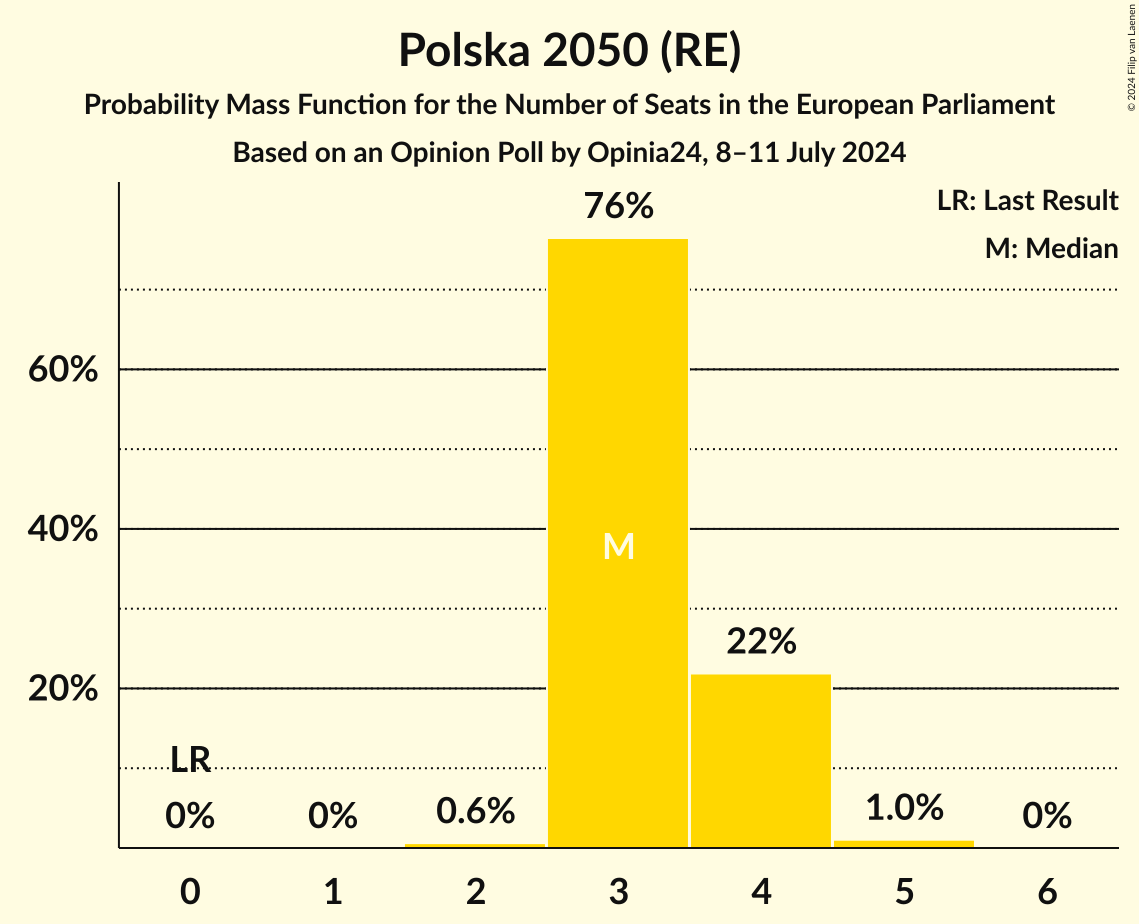 Polska 2050 (RE)
Probability Mass Function for the Number of Seats in the European Parliament
Based on an Opinion Poll by Opinia24, 8–11 July 2024
© 2024 Filip van Laenen
LR: Last Result
M: Median
76%
60%
M
40%
22%
20%
LR
0%
0%
0.6%
1.0%
0%
0 1 2 3 4 5 6